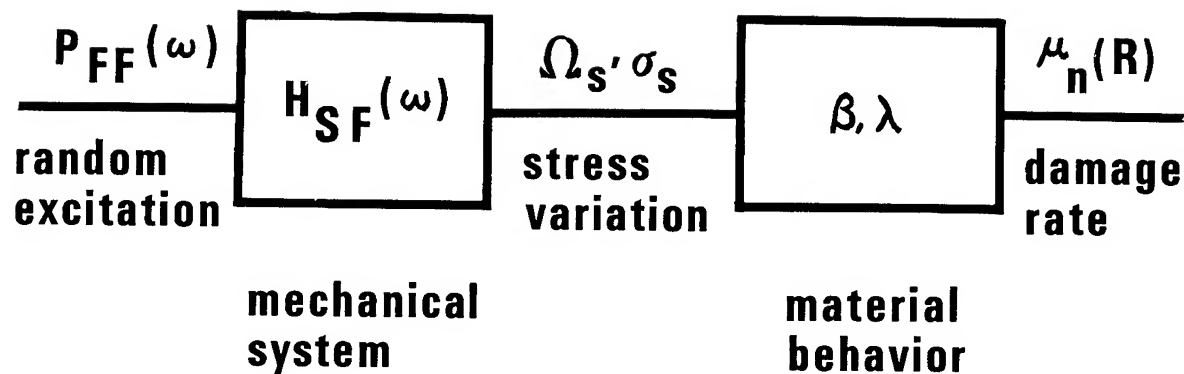 P_FF(ω)
random
excitation
H_SF(ω)
mechanical
system
Ω_s, σ_s
stress
variation
β, λ
material
behavior
μ_n(R)
damage
rate